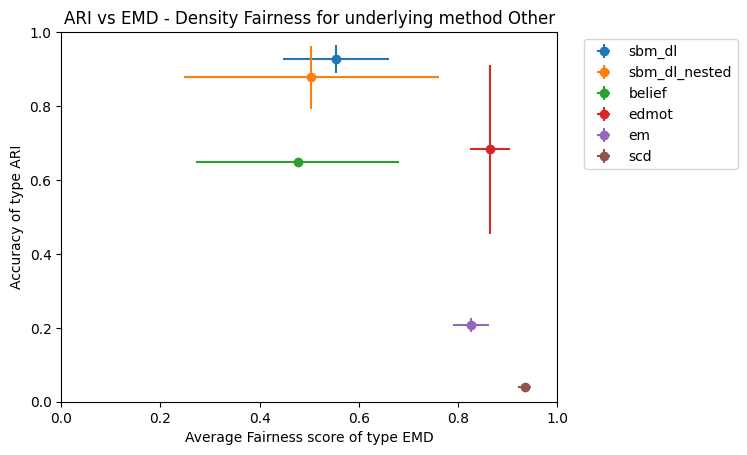 ARI vs EMD - Density Fairness for underlying method Other
1.0
0.8
0.6
0.4
0.2
0.0
Accuracy of type ARI
0.0 0.2 0.4 0.6 0.8 1.0
Average Fairness score of type EMD
sbm_dl
sbm_dl_nested
belief
edmot
em
scd